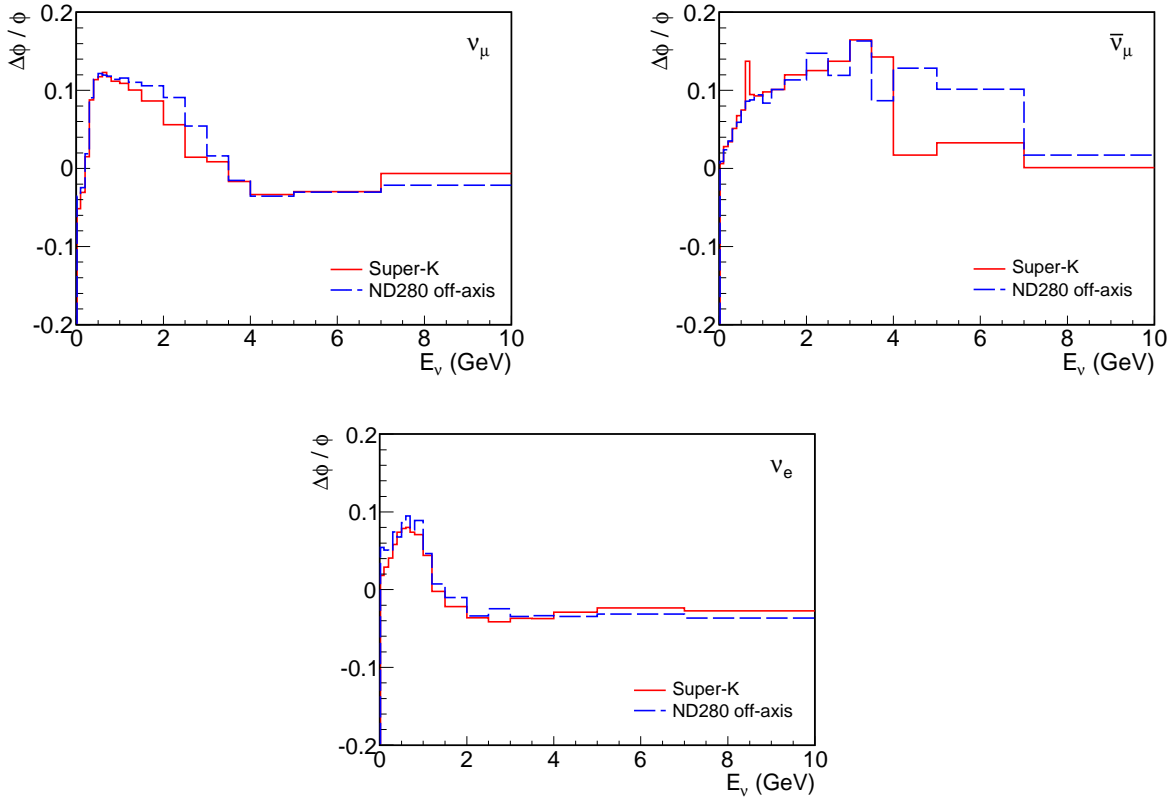 Δϕ / ϕ
0.2
0.1
0
-0.1
-0.2
ν_μ
Super-K
ND280 off-axis
0 2 4 6 8 10
E_ν (GeV)
Δϕ / ϕ
0.2
0.1
0
-0.1
-0.2
ν̅_μ
Super-K
ND280 off-axis
0 2 4 6 8 10
E_ν (GeV)
Δϕ / ϕ
0.2
0.1
0
-0.1
-0.2
ν_e
Super-K
ND280 off-axis
0 2 4 6 8 10
E_ν (GeV)